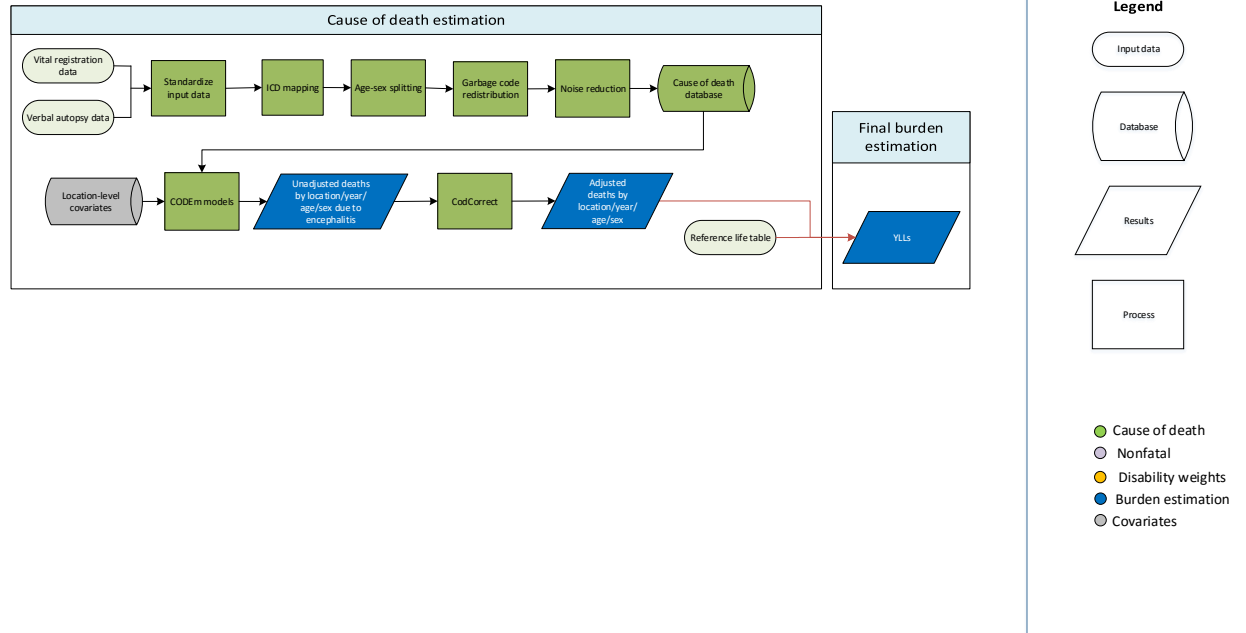 Cause of death estimation
Vital registration
data
Verbal autopsy data
Standardize
input data
ICD mapping
Age-sex splitting
Garbage code
redistribution
Noise reduction
Cause of death
database
Location-level
covariates
CODEm models
Unadjusted deaths
by location/year/
age/sex due to
encephalitis
CodCorrect
Adjusted
deaths by
location/year/
age/sex
Reference life table
Final burden
estimation
YLLs
Legend
Input data
Database
Results
Process
Cause of death
Nonfatal
Disability weights
Burden estimation
Covariates